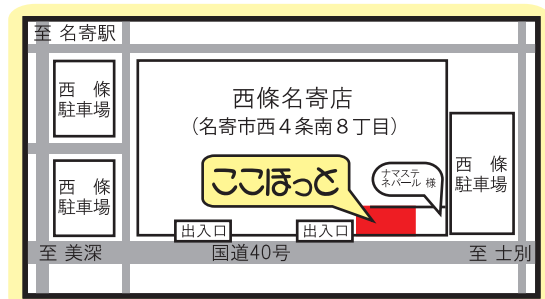 至 名寄駅
西 條
駐車場
西條名寄店
(名寄市西4条南8丁目)
ナマステ
ネパール 様
西 條
駐車場
ここほっと
西 條
駐車場
出入口
出入口
至 美深
国道40号
至 士別